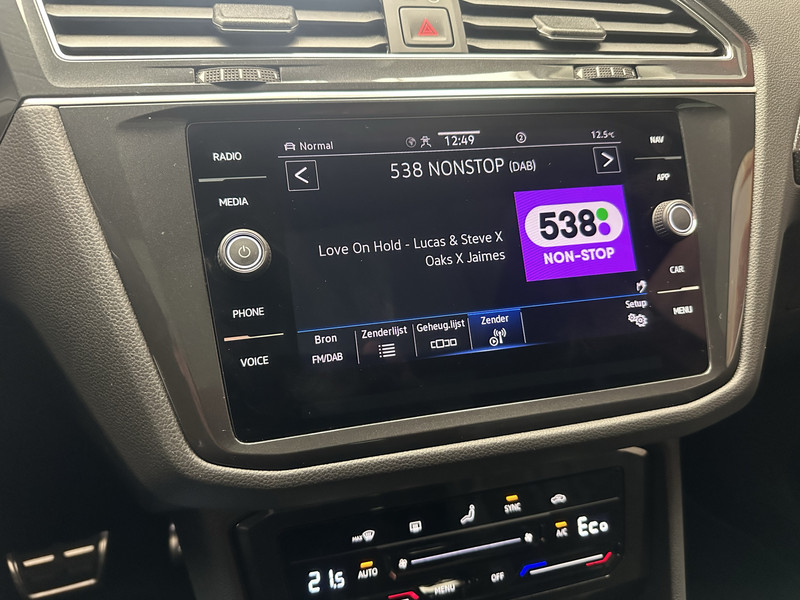 RADIO
MEDIA
PHONE
VOICE
Normal
12:49
2
12.5°C
538 NONSTOP (DAB)
Love On Hold - Lucas & Steve X
Oaks X Jaimes
538
NON-STOP
Setup
Bron
FM/DAB
Zenderlijst
Geheug.lijst
Zender
NAV
APP
CAR
MENU
MAX
SYNC
A/C
Eco
21.5
AUTO
MENU
OFF